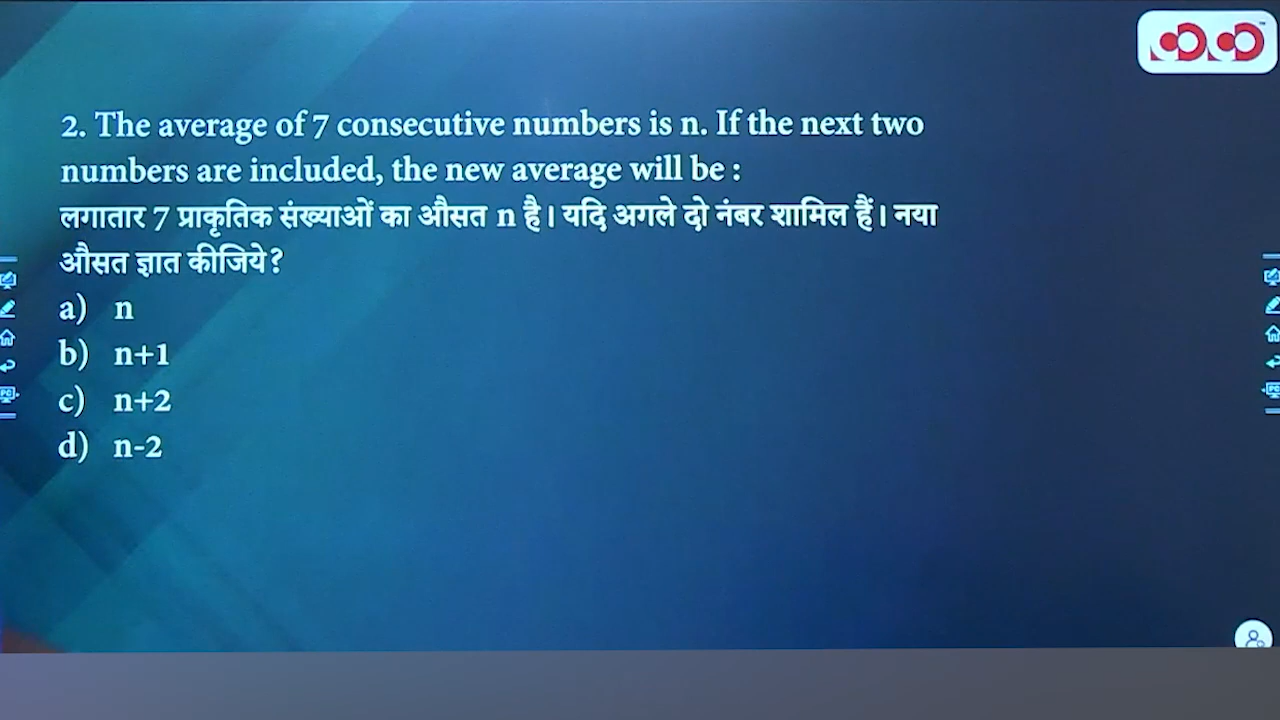 2. The average of 7 consecutive numbers is n. If the next two
numbers are included, the new average will be :
लगातार 7 प्राकृतिक संख्याओं का औसत n है। यदि अगले दो नंबर शामिल हैं। नया
औसत ज्ञात कीजिये?
a) n
b) n+1
c) n+2
d) n-2